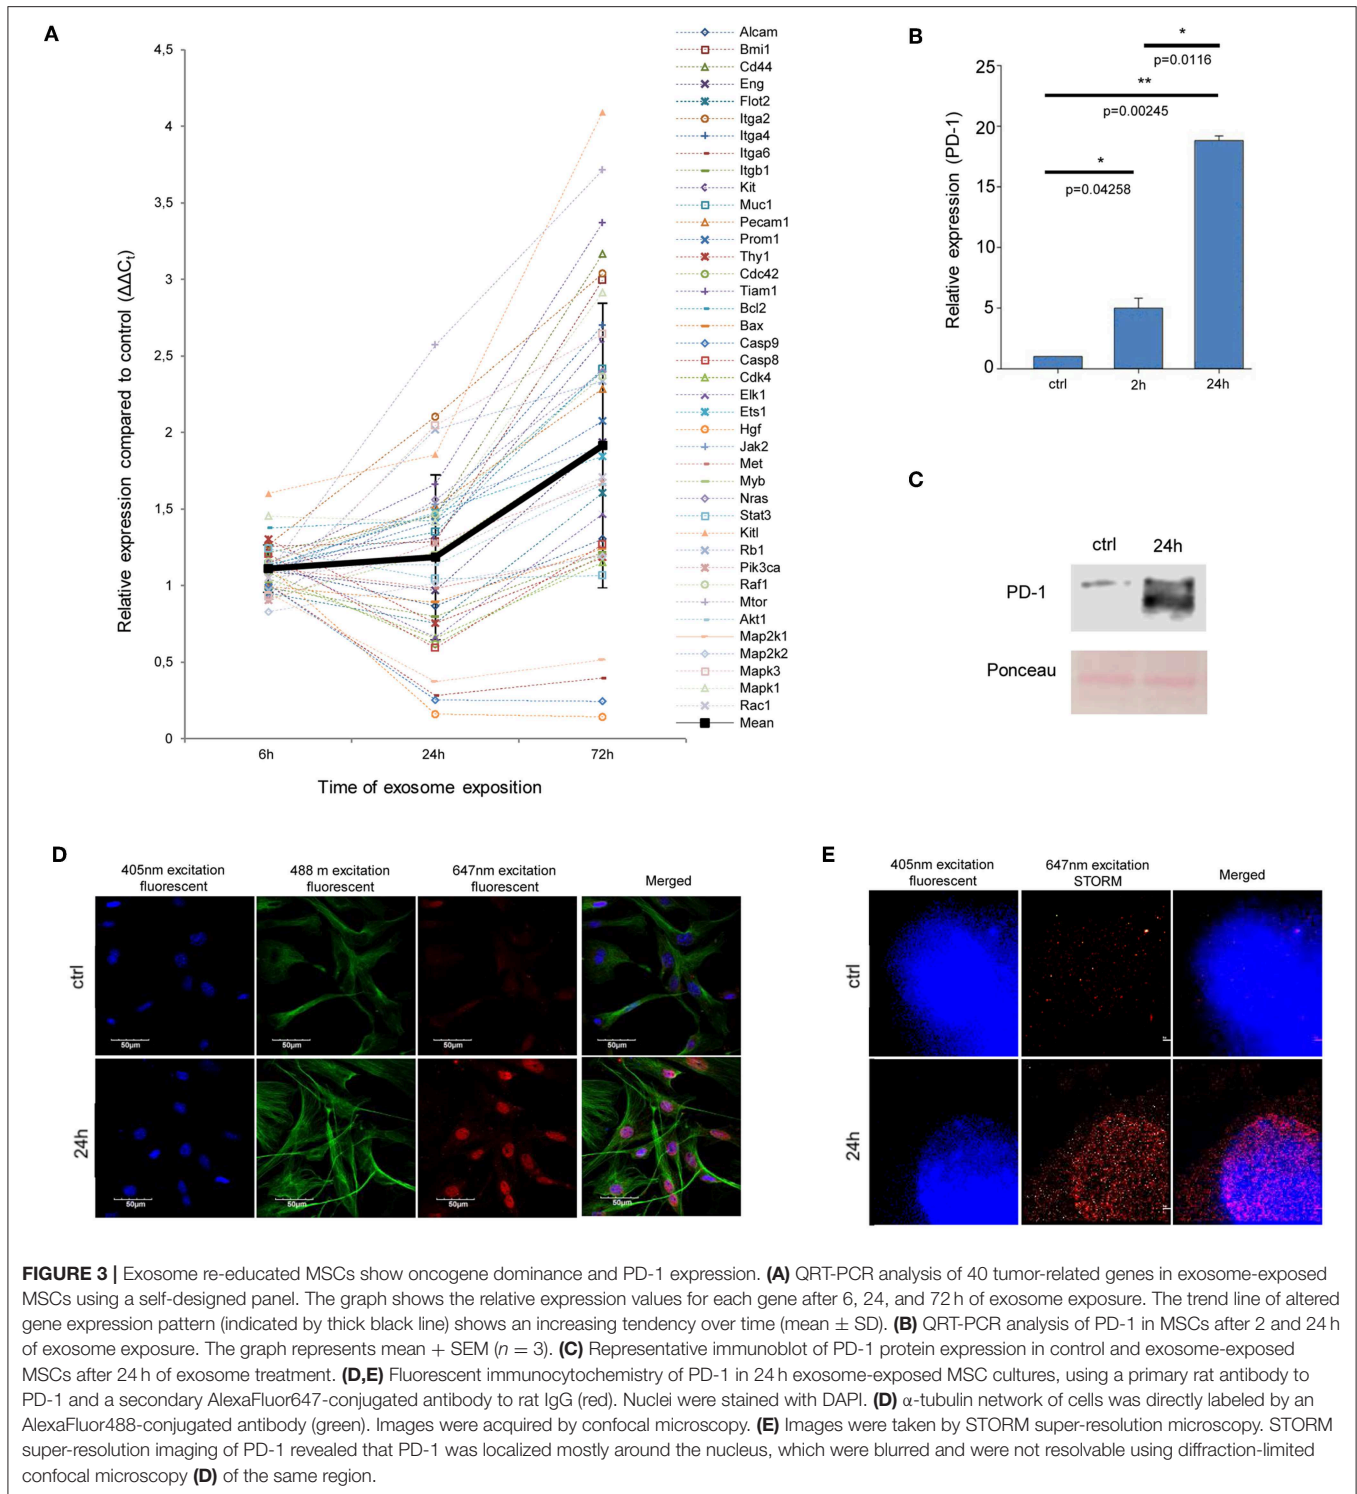 A
4,5
4
3,5
3
2,5
2
1,5
1
0,5
0
Relative expression compared to control (ΔΔCt)
6h
24h
72h
Time of exosome exposition
Alcam
Bmi1
Cd44
Eng
Flot2
Itga2
Itga4
Itga6
Itgb1
Kit
Muc1
Pecam1
Prom1
Thy1
Cdc42
Tiam1
Bcl2
Bax
Casp9
Casp8
Cdk4
Elk1
Ets1
Hgf
Jak2
Met
Myb
Nras
Stat3
Kitl
Rb1
Pik3ca
Raf1
Mtor
Akt1
Map2k1
Map2k2
Mapk3
Mapk1
Rac1
Mean
B
Relative expression (PD-1)
25
20
15
10
5
0
*
p=0.0116
**
p=0.00245
*
p=0.04258
ctrl
2h
24h
C
ctrl
24h
PD-1
Ponceau
D
405nm excitation
fluorescent
488 m excitation
fluorescent
647nm excitation
fluorescent
Merged
ctrl
50μm
50μm
50μm
50μm
24h
50μm
50μm
50μm
50μm
E
405nm excitation
fluorescent
647nm excitation
STORM
Merged
ctrl
24h
FIGURE 3 | Exosome re-educated MSCs show oncogene dominance and PD-1 expression. (A) QRT-PCR analysis of 40 tumor-related genes in exosome-exposed
MSCs using a self-designed panel. The graph shows the relative expression values for each gene after 6, 24, and 72 h of exosome exposure. The trend line of altered
gene expression pattern (indicated by thick black line) shows an increasing tendency over time (mean ± SD). (B) QRT-PCR analysis of PD-1 in MSCs after 2 and 24 h
of exosome exposure. The graph represents mean + SEM (n = 3). (C) Representative immunoblot of PD-1 protein expression in control and exosome-exposed
MSCs after 24 h of exosome treatment. (D,E) Fluorescent immunocytochemistry of PD-1 in 24 h exosome-exposed MSC cultures, using a primary rat antibody to
PD-1 and a secondary AlexaFluor647-conjugated antibody to rat IgG (red). Nuclei were stained with DAPI. (D) α-tubulin network of cells was directly labeled by an
AlexaFluor488-conjugated antibody (green). Images were acquired by confocal microscopy. (E) Images were taken by STORM super-resolution microscopy. STORM
super-resolution imaging of PD-1 revealed that PD-1 was localized mostly around the nucleus, which were blurred and were not resolvable using diffraction-limited
confocal microscopy (D) of the same region.